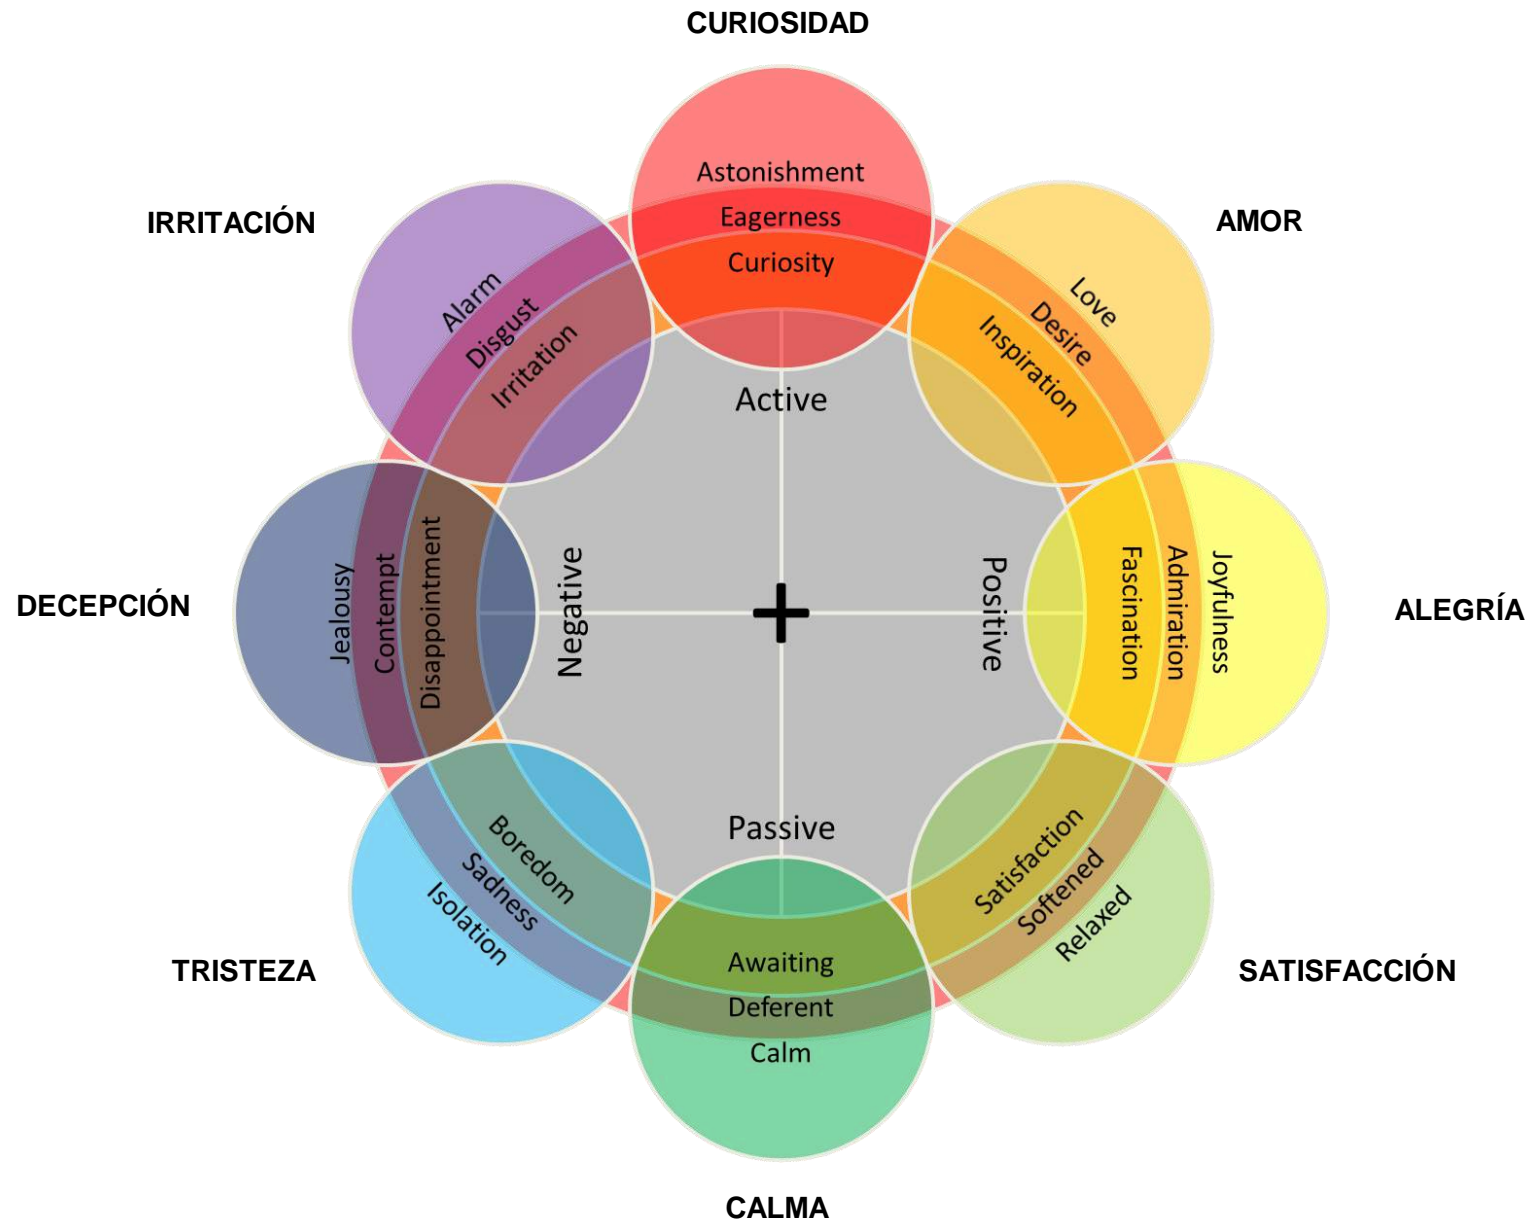 CURIOSIDAD
Astonishment
Eagerness
Curiosity
IRRITACIÓN
Alarm
Disgust
Irritation
AMOR
Love
Desire
Inspiration
Active
DECEPCIÓN
Jealousy
Contempt
Disappointment
Negative
+
Positive
Fascination
Admiration
Joyfulness
ALEGRÍA
Passive
TRISTEZA
Boredom
Sadness
Isolation
Awaiting
Deferent
Calm
Satisfaction
Softened
Relaxed
SATISFACCIÓN
CALMA